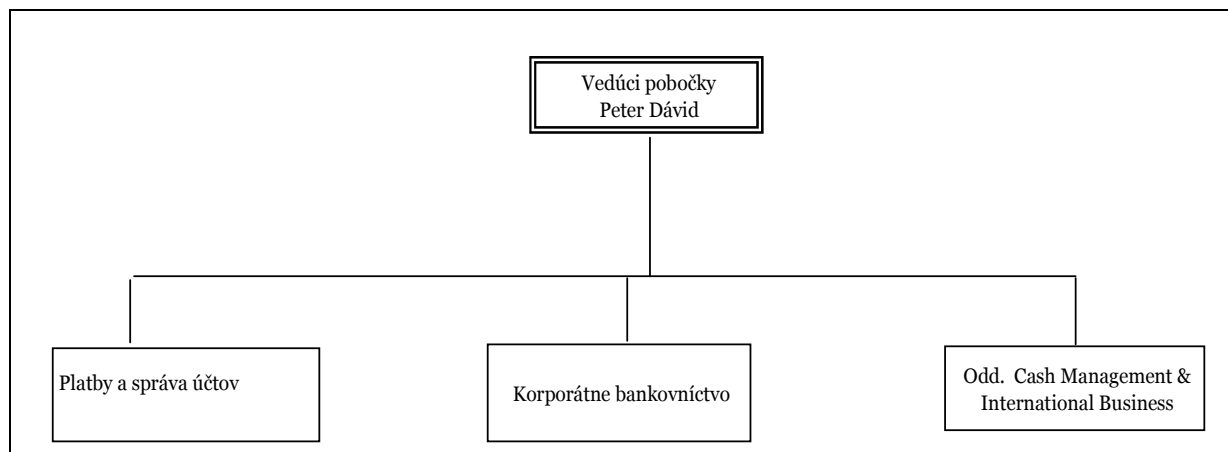 Vedúci pobočky
Peter Dávid
Platby a správa účtov
Korporátne bankovníctvo
Odd. Cash Management &
International Business